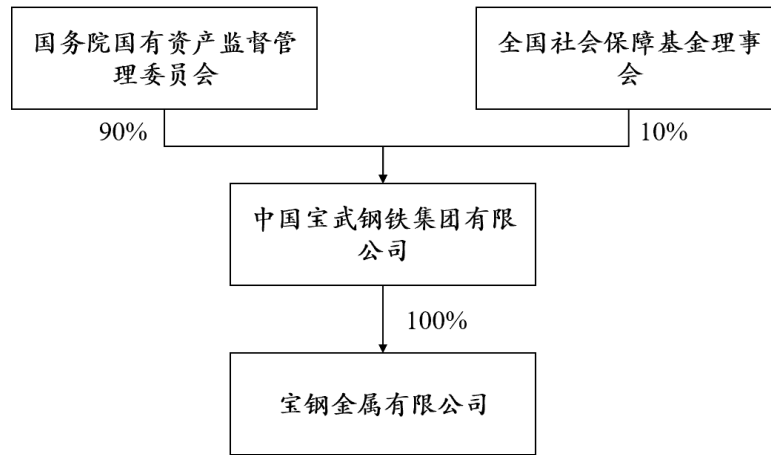 国务院国有资产监督管
理委员会
全国社会保障基金理事
会
90%
10%
中国宝武钢铁集团有限
公司
100%
宝钢金属有限公司